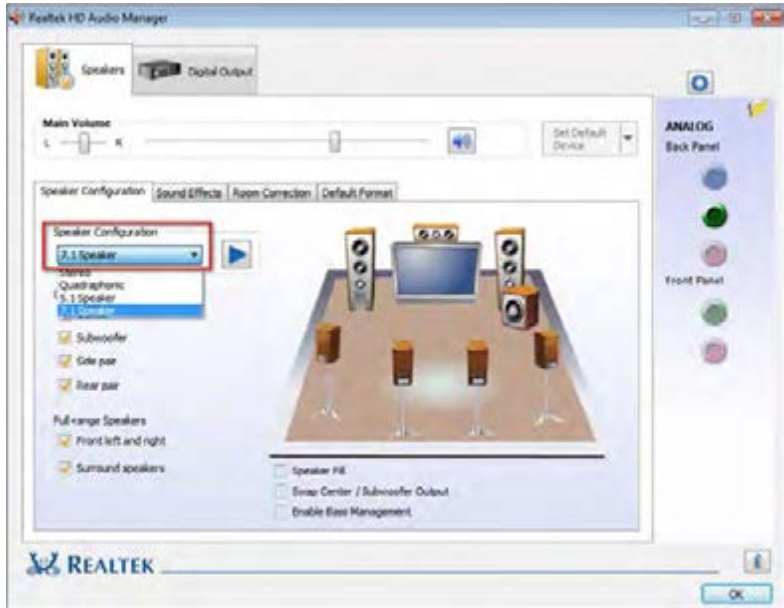 Realtek HD Audio Manager
Speakers
Digital Output
Main Volume
L
R
Set Default
Device
ANALOG
Back Panel
Speaker Configuration
Sound Effects
Room Correction
Default Format
Speaker Configuration
7.1 Speaker
Stereo
Quadraphonic
5.1 Speaker
7.1 Speaker
Subwoofer
Side pair
Rear pair
Full-range Speakers
Front left and right
Surround speakers
Front Panel
Speaker Fill
Swap Center / Subwoofer Output
Enable Bass Management
REALTEK
i
OK